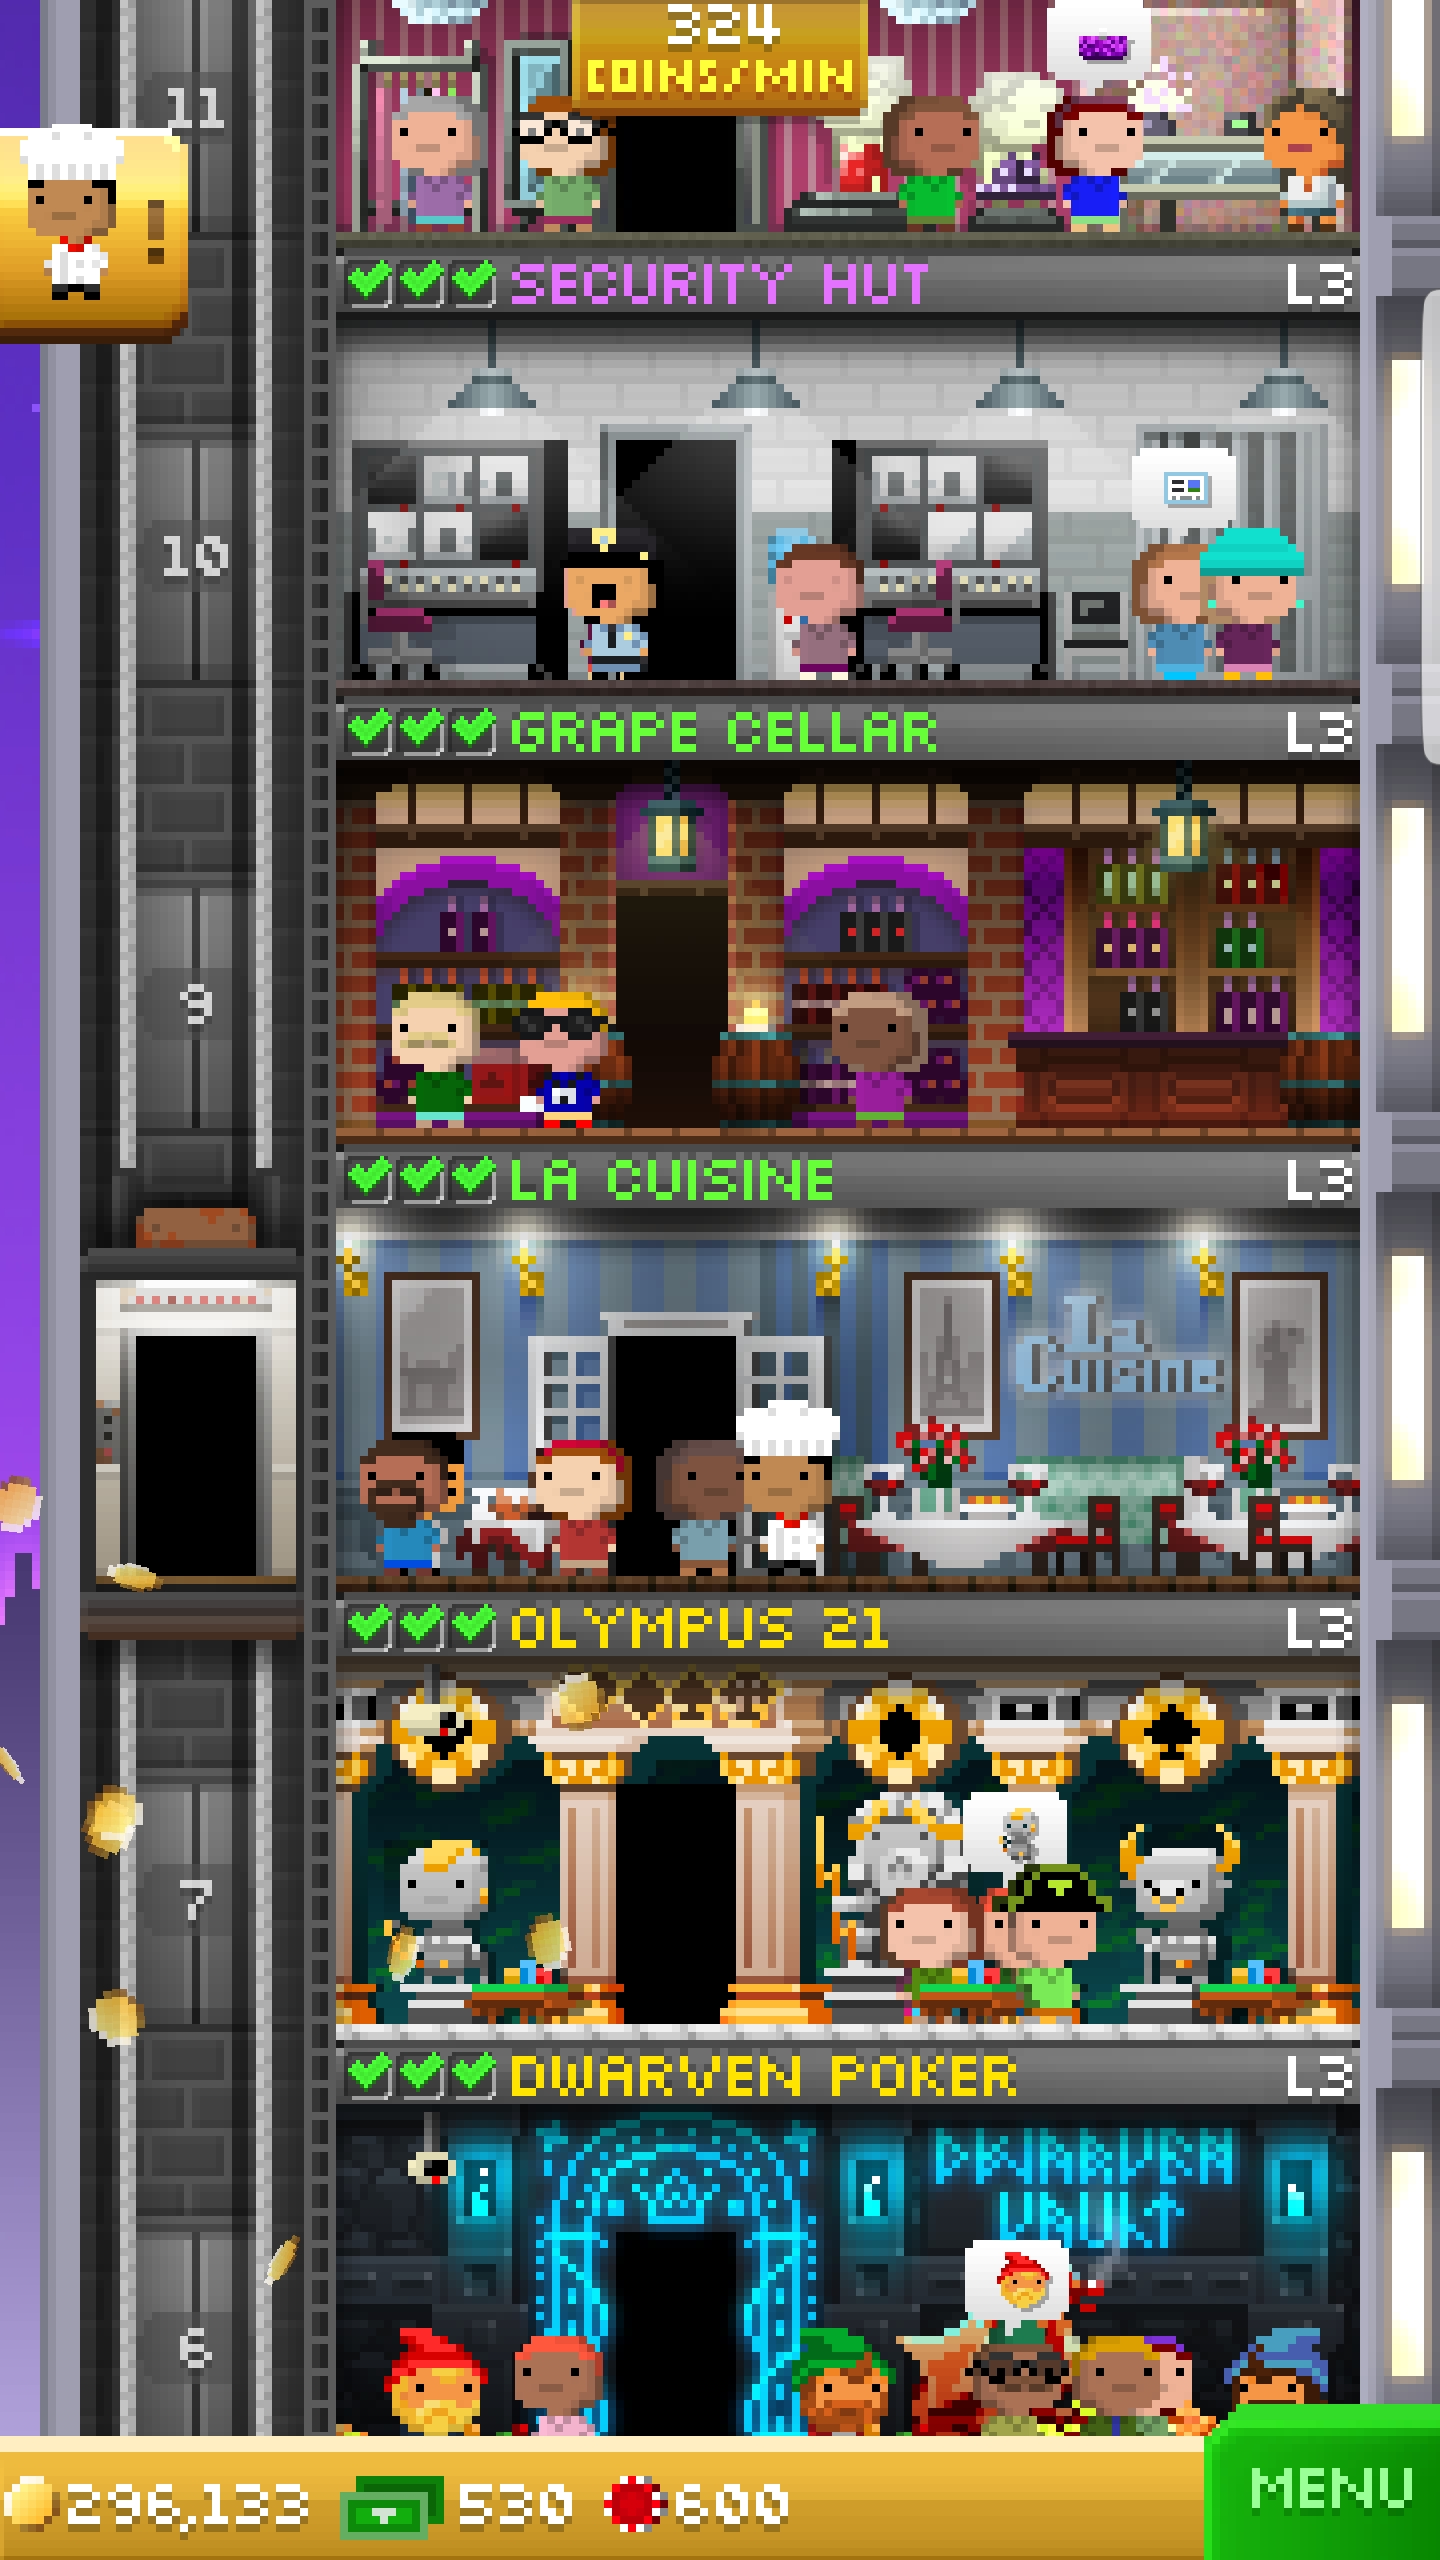 324
COINS/MIN
11
!
SECURITY HUT L3
10
GRAPE CELLAR L3
9
LA CUISINE L3
La
Cuisine
OLYMPUS 21 L3
7
DWARVEN POKER L3
DWARVEN
VAULT
6
296,133 530 600
MENU